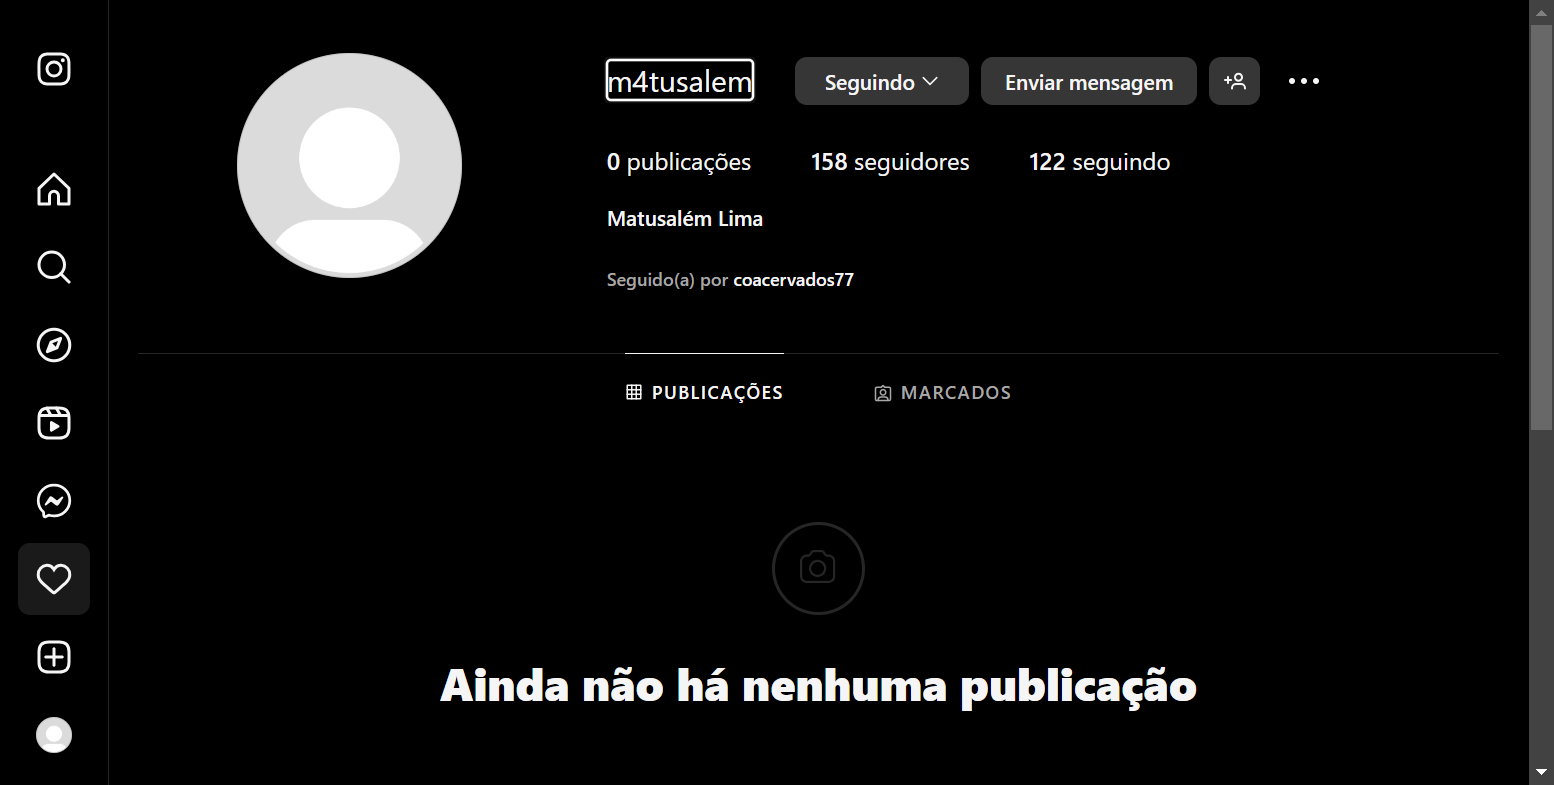 m4tusalem Seguindo Enviar mensagem
0 publicações 158 seguidores 122 seguindo
Matusalém Lima
Seguido(a) por coacervados77
PUBLICAÇÕES MARCADOS
Ainda não há nenhuma publicação